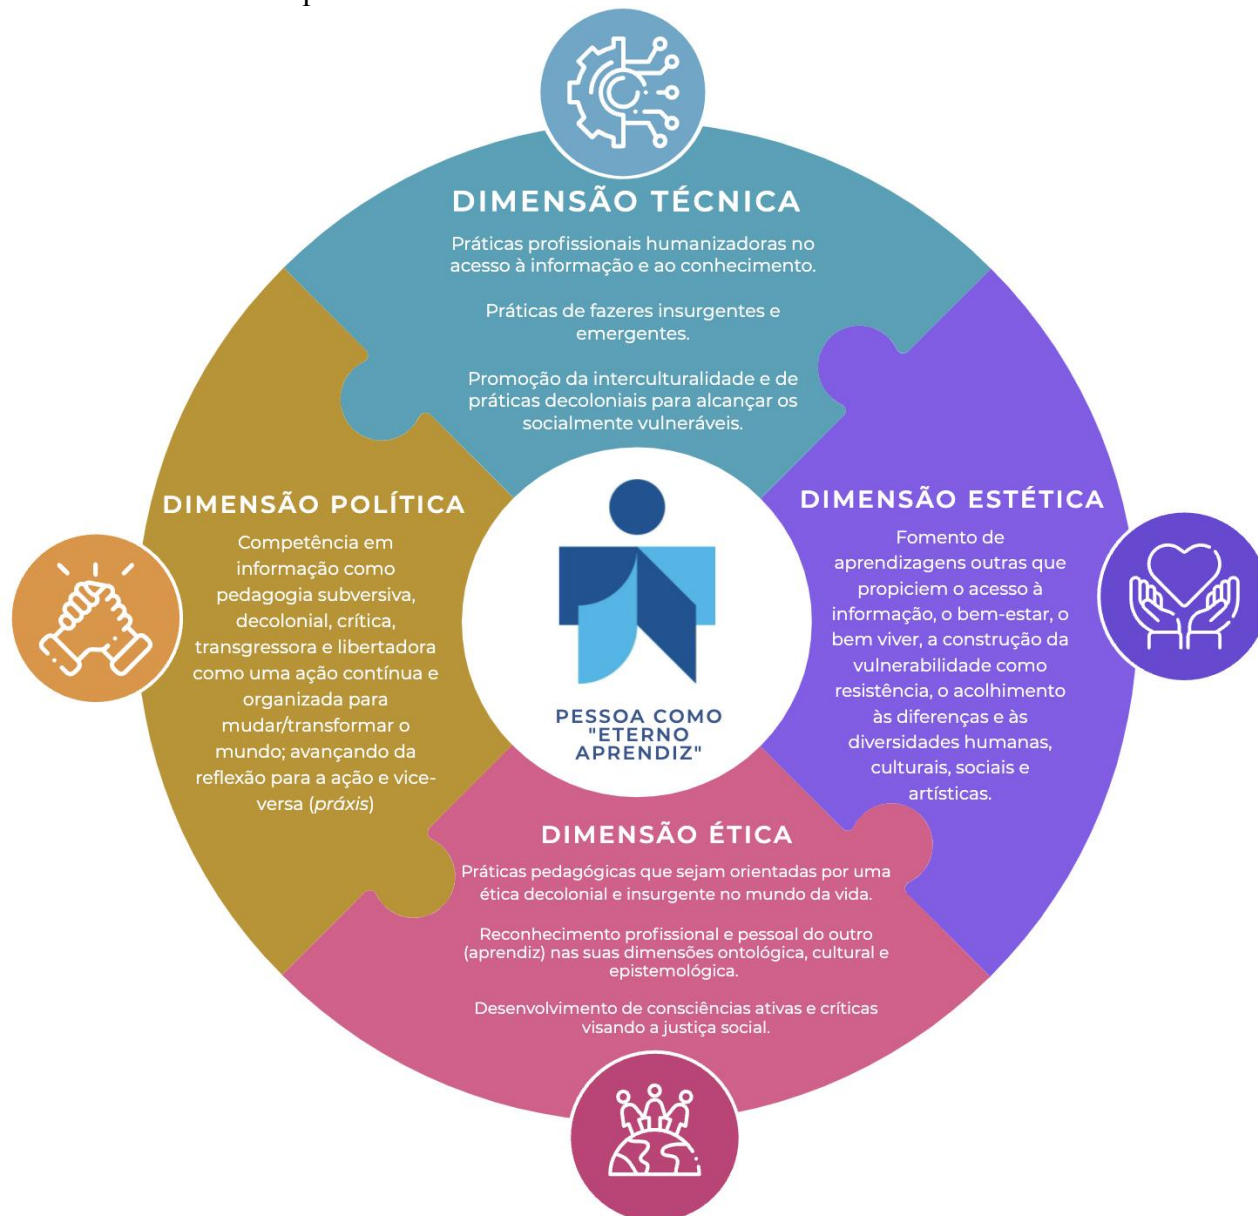 DIMENSÃO TÉCNICA
Práticas profissionais humanizadoras no
acesso à informação e ao conhecimento.
Práticas de fazeres insurgentes e
emergentes.
Promoção da interculturalidade e de
práticas decoloniais para alcançar os
socialmente vulneráveis.
DIMENSÃO POLÍTICA
Competência em
informação como
pedagogia subversiva,
decolonial, crítica,
transgressora e libertadora
como uma ação contínua e
organizada para
mudar/transformar o
mundo; avançando da
reflexão para a ação e vice-
versa (práxis)
PESSOA COMO
"ETERNO
APRENDIZ"
DIMENSÃO ESTÉTICA
Fomento de
aprendizagens outras que
propiciem o acesso à
informação, o bem-estar, o
bem viver, a construção da
vulnerabilidade como
resistência, o acolhimento
às diferenças e às
diversidades humanas,
culturais, sociais e
artísticas.
DIMENSÃO ÉTICA
Práticas pedagógicas que sejam orientadas por uma
ética decolonial e insurgente no mundo da vida.
Reconhecimento profissional e pessoal do outro
(aprendiz) nas suas dimensões ontológica, cultural e
epistemológica.
Desenvolvimento de consciências ativas e críticas
visando a justiça social.